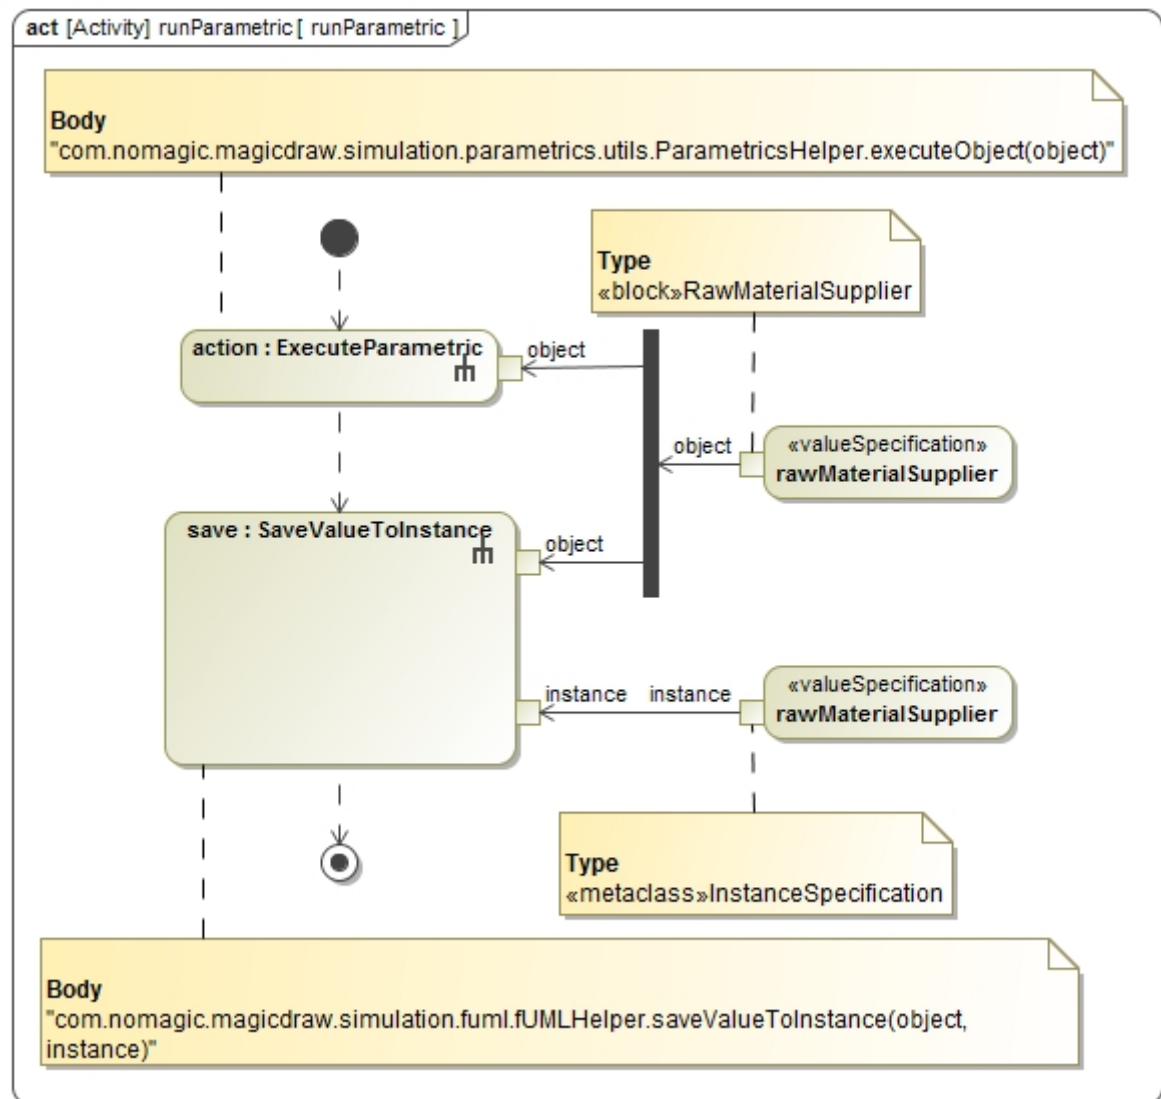 act [Activity] runParametric [ runParametric ]
Body
"com.nomagic.magicdraw.simulation.parametrics.utils.ParametricsHelper.executeObject(object)"
Type
«block»RawMaterialSupplier
action : ExecuteParametric
object
object
«valueSpecification»
rawMaterialSupplier
save : SaveValueToInstance
object
instance
instance
«valueSpecification»
rawMaterialSupplier
Type
«metaclass»InstanceSpecification
Body
"com.nomagic.magicdraw.simulation.fuml.fUMLHelper.saveValueToInstance(object,
instance)"